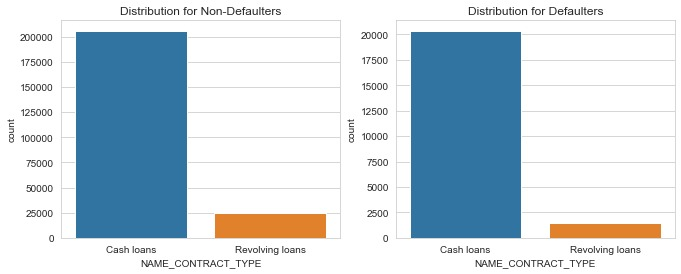 Distribution for Non-Defaulters
200000
175000
150000
125000
100000
75000
50000
25000
0
count
Cash loans
Revolving loans
NAME_CONTRACT_TYPE
Distribution for Defaulters
20000
17500
15000
12500
10000
7500
5000
2500
0
count
Cash loans
Revolving loans
NAME_CONTRACT_TYPE